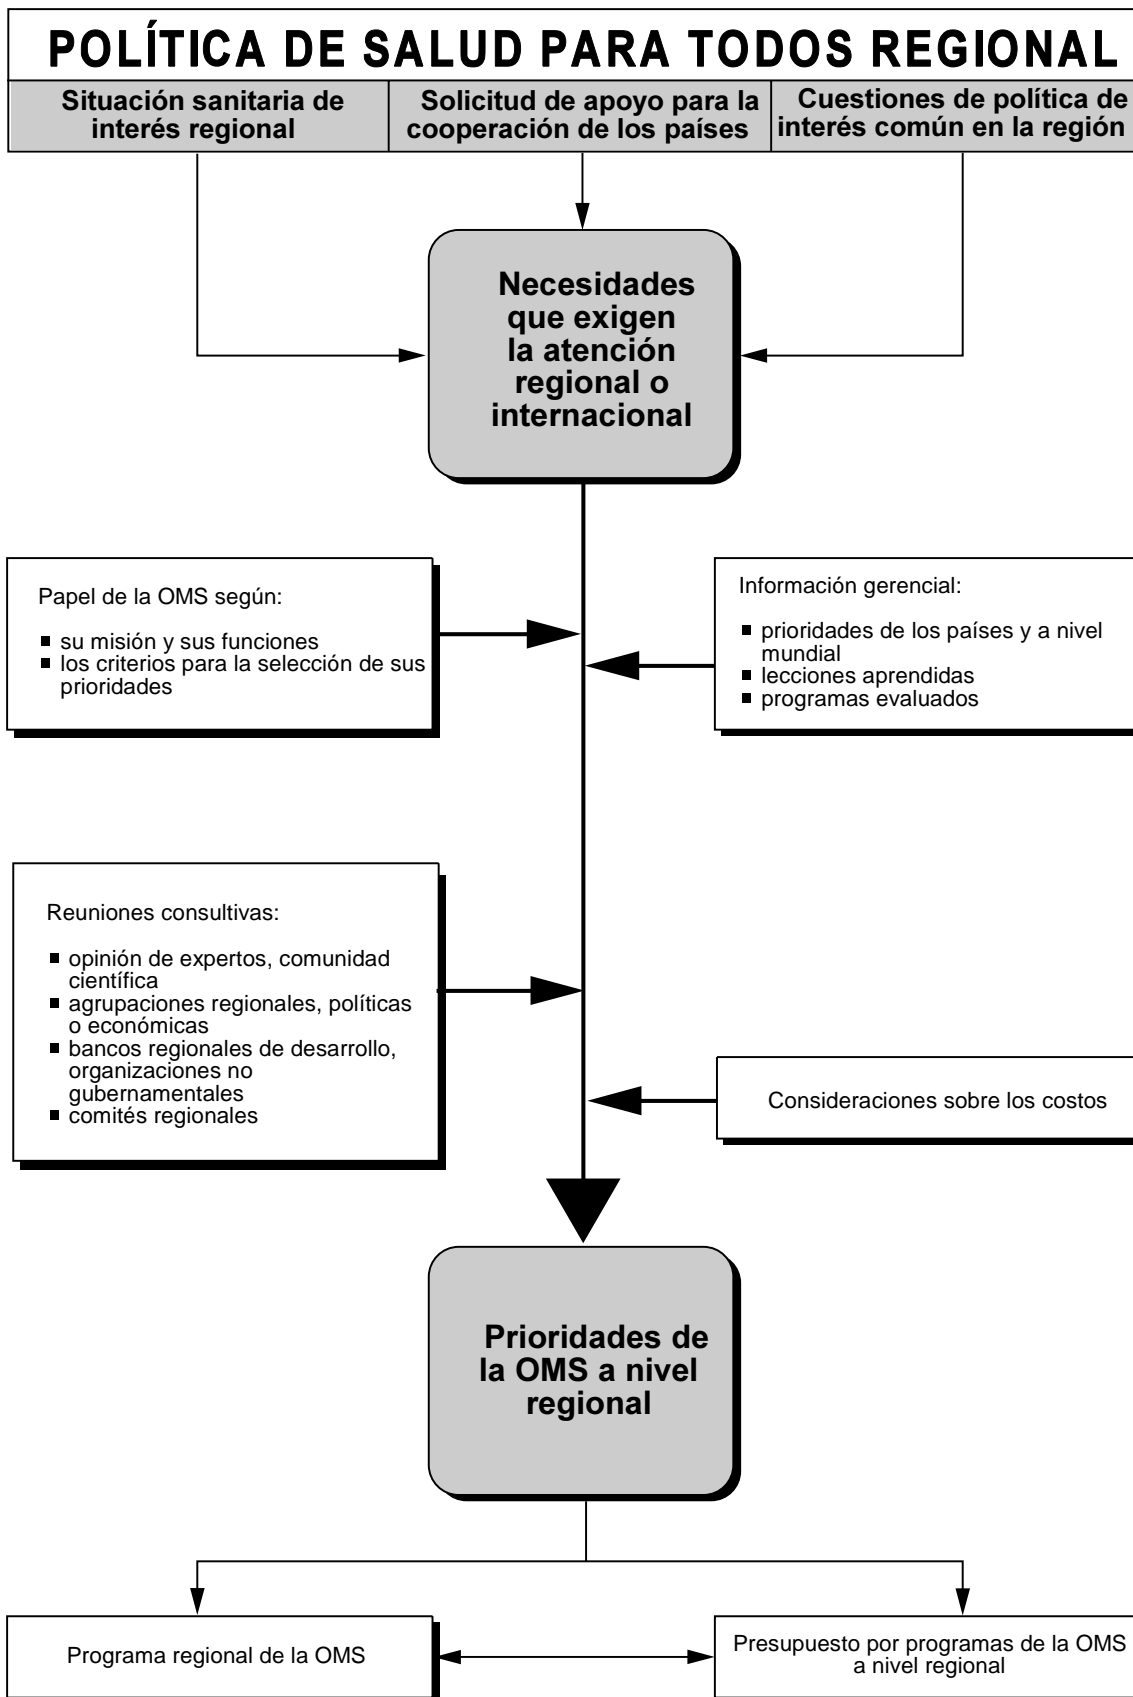 POLÍTICA DE SALUD PARA TODOS REGIONAL
Situación sanitaria de
interés regional
Solicitud de apoyo para la
cooperación de los países
Cuestiones de política de
interés común en la región
Necesidades
que exigen
la atención
regional o
internacional
Papel de la OMS según:
■ su misión y sus funciones
■ los criterios para la selección de sus
prioridades
Información gerencial:
■ prioridades de los países y a nivel
mundial
■ lecciones aprendidas
■ programas evaluados
Reuniones consultivas:
■ opinión de expertos, comunidad
científica
■ agrupaciones regionales, políticas
o económicas
■ bancos regionales de desarrollo,
organizaciones no
gubernamentales
■ comités regionales
Consideraciones sobre los costos
Prioridades de
la OMS a nivel
regional
Programa regional de la OMS
Presupuesto por programas de la OMS
a nivel regional